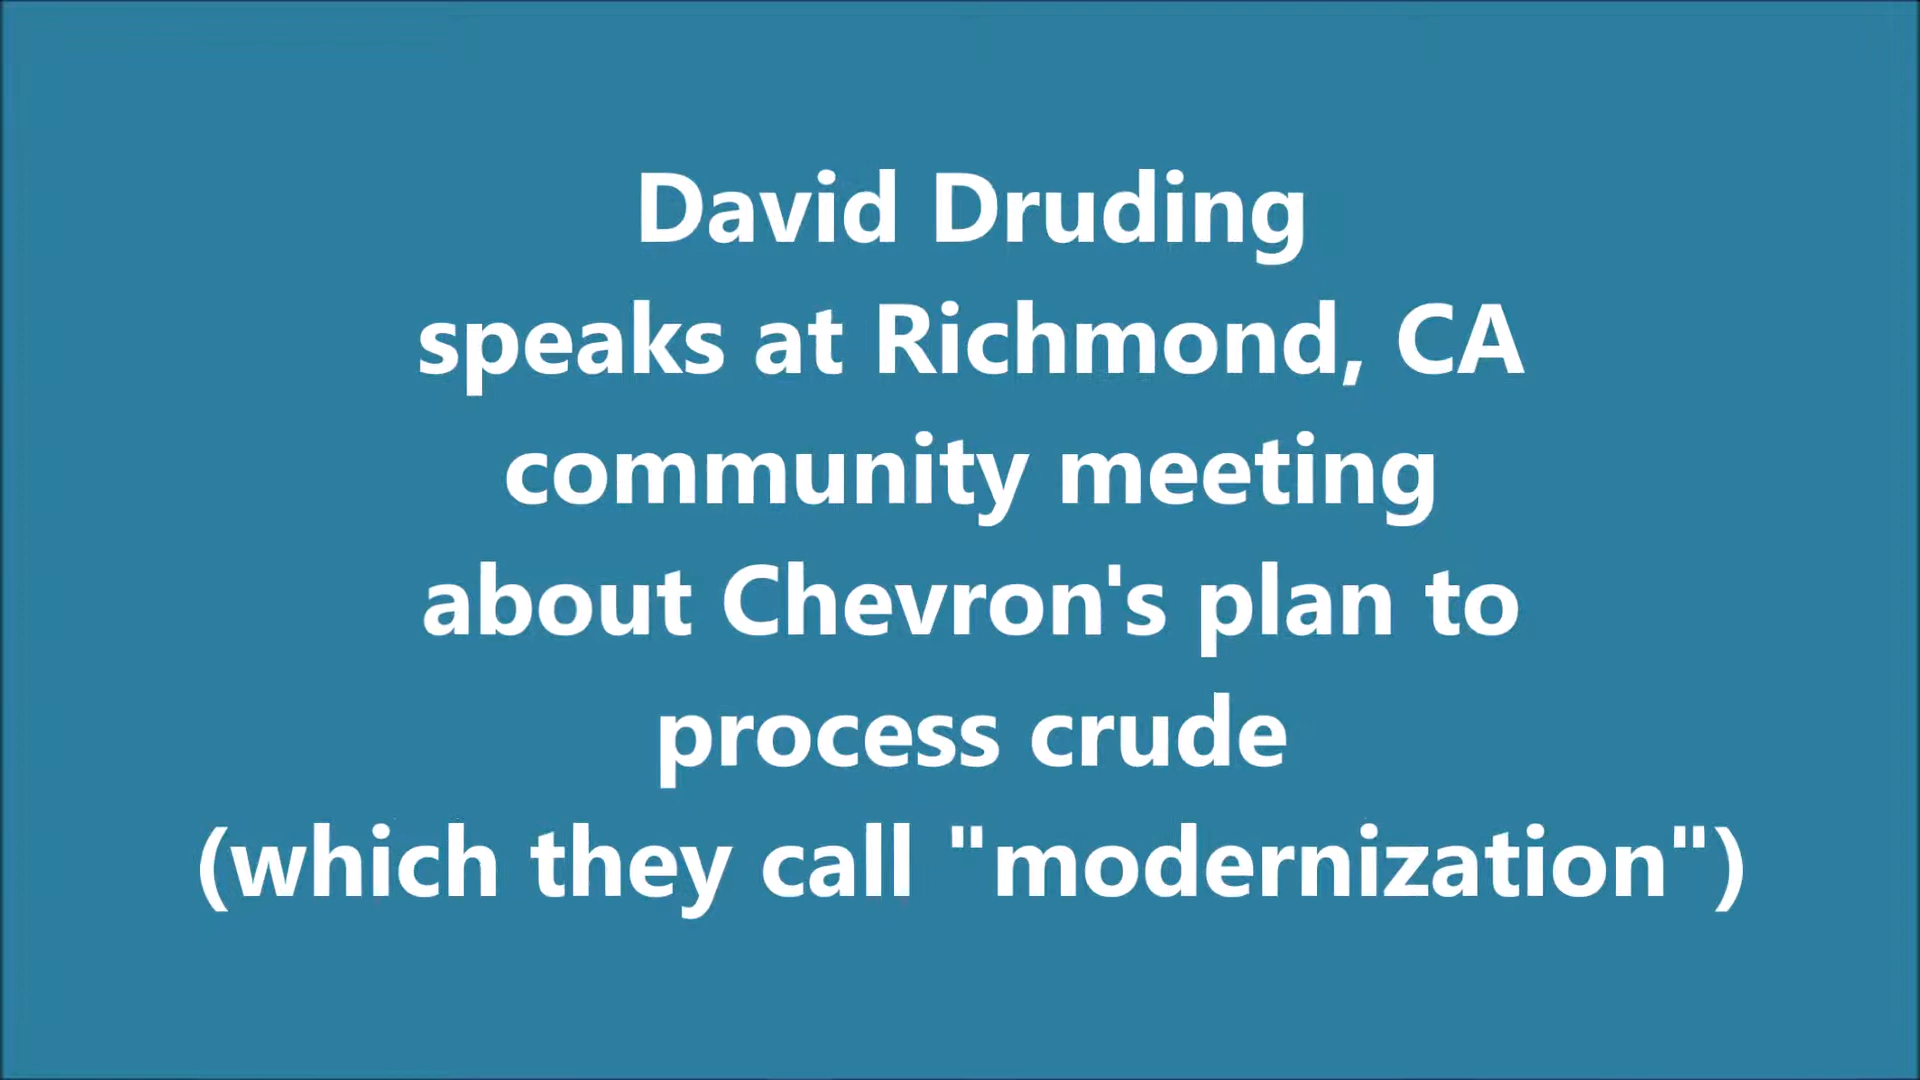 David Druding
speaks at Richmond, CA
community meeting
about Chevron's plan to
process crude
(which they call "modernization")